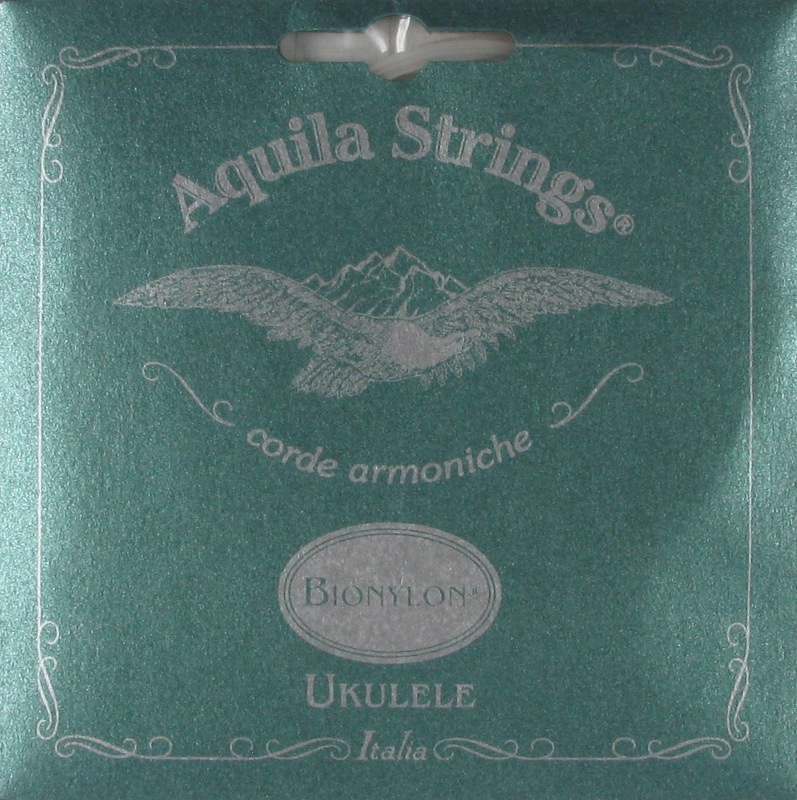 Aquila Strings®
corde armoniche
BIONYLON®
UKULELE
Italia